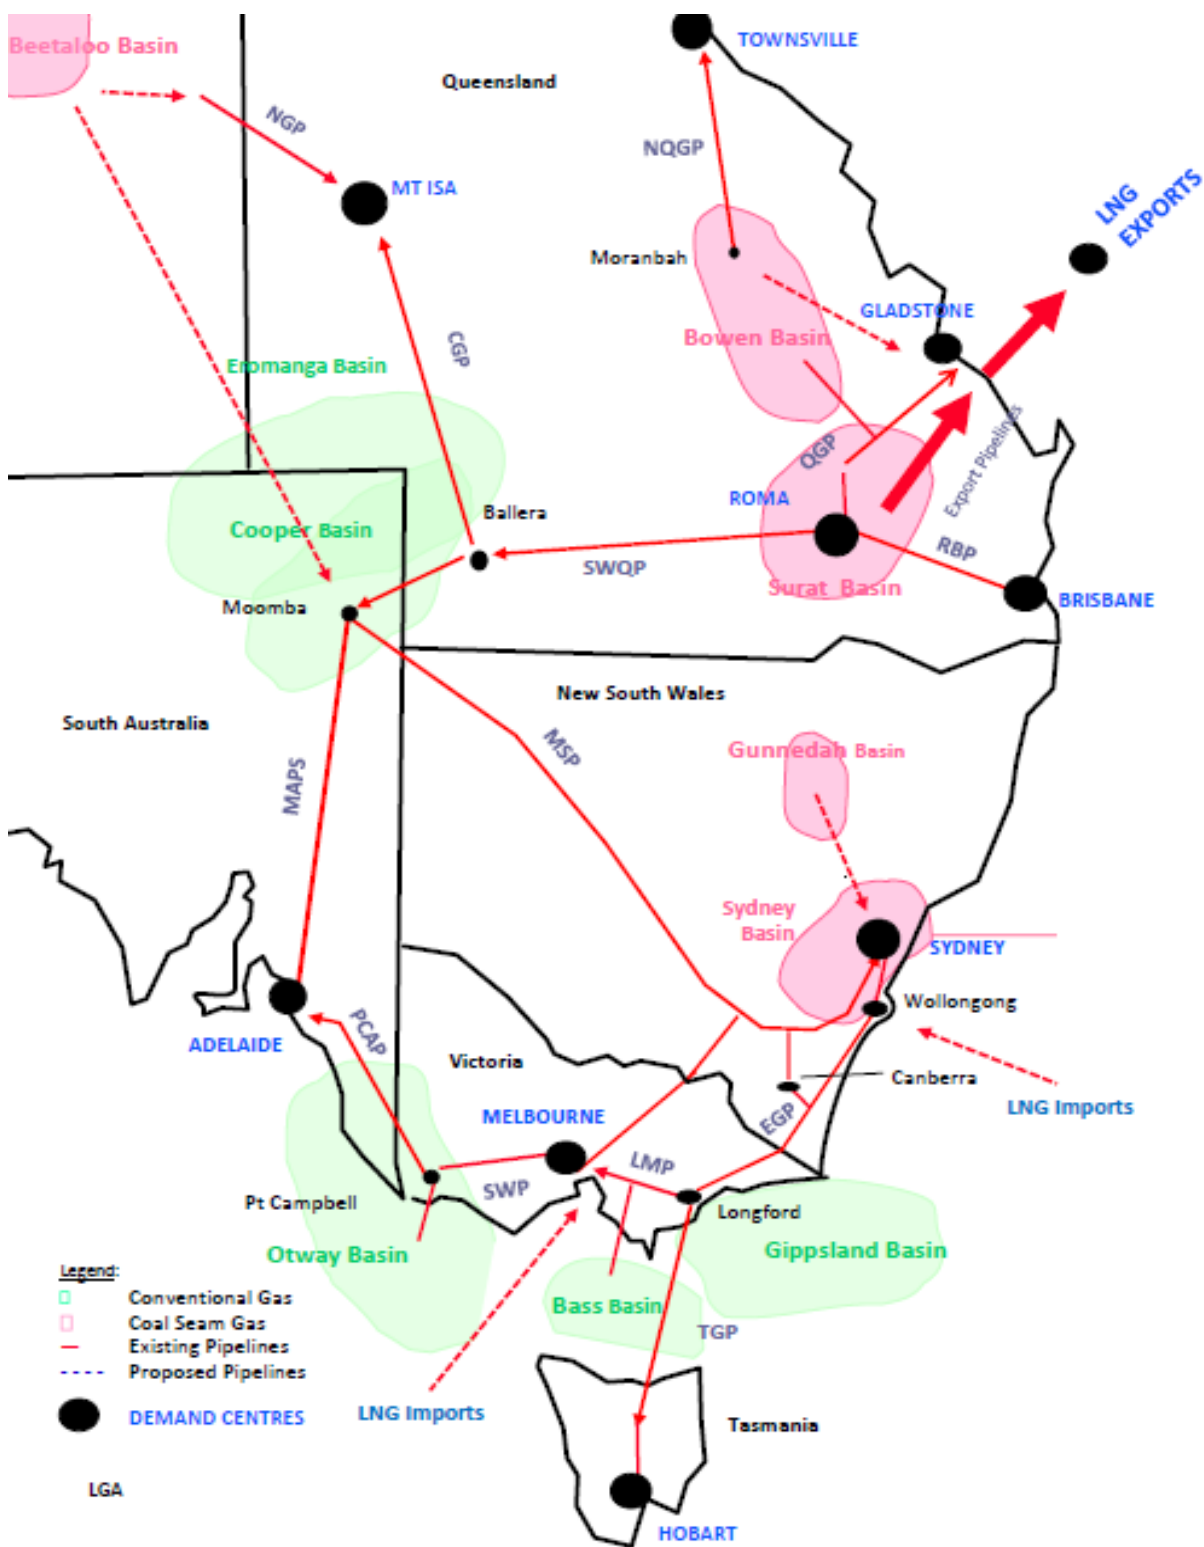 Beetaloo Basin
TOWNSVILLE
Queensland
NGP
NQGP
MT ISA
LNG
EXPORTS
Moranbah
GLADSTONE
Bowen Basin
CGP
Eromanga Basin
QGP
Export Pipelines
ROMA
Ballera
Cooper Basin
RBP
SWQP
Surat Basin
BRISBANE
Moomba
New South Wales
South Australia
MSP
Gunnedah Basin
MAPS
Sydney
Basin
SYDNEY
Wollongong
PCAP
ADELAIDE
Victoria
Canberra
LNG Imports
MELBOURNE
EGP
LMP
SWP
Pt Campbell
Longford
Otway Basin
Gippsland Basin
Legend:
Conventional Gas
Coal Seam Gas
Existing Pipelines
Proposed Pipelines
DEMAND CENTRES
Bass Basin
TGP
LNG Imports
Tasmania
LGA
HOBART